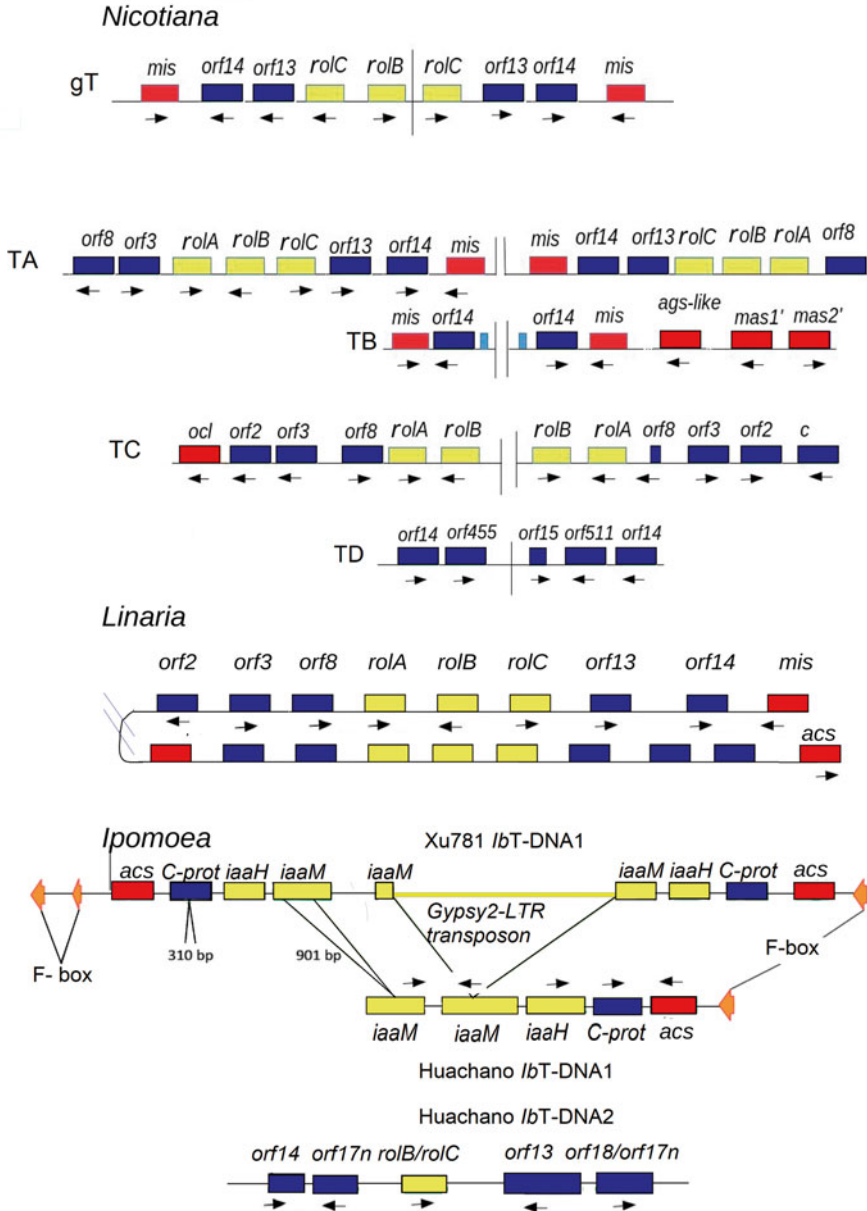 Nicotiana
mis orf14 orf13 rolC rolB rolC orf13 orf14 mis
gT
orf8 orf3 rolA rolB rolC orf13 orf14 mis mis orf14 orf13 rolC rolB rolA orf8
TA
mis orf14 orf14 mis ags-like mas1' mas2'
TB
ocl orf2 orf3 orf8 rolA rolB rolB rolA orf8 orf3 orf2 c
TC
orf14 orf455 orf15 orf511 orf14
TD
Linaria
orf2 orf3 orf8 rolA rolB rolC orf13 orf14 mis
acs
Ipomoea
Xu781 IbT-DNA1
acs C-prot iaaH iaaM iaaM iaaM iaaH C-prot acs
Gypsy2-LTR
transposon
310 bp 901 bp
F- box F-box
iaaM iaaM iaaH C-prot acs
Huachano IbT-DNA1
Huachano IbT-DNA2
orf14 orf17n rolB/rolC orf13 orf18/orf17n